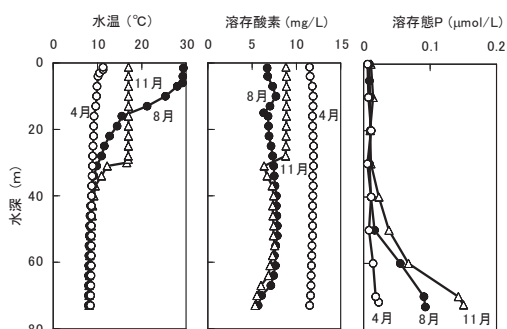 水温 (℃)
0 10 20 30
溶存酸素 (mg/L)
0 5 10 15
溶存態P (μmol/L)
0 0.1 0.2
水深 (m)
0
20
40
60
80
4月
11月
8月
8月
11月
4月
4月
8月
11月